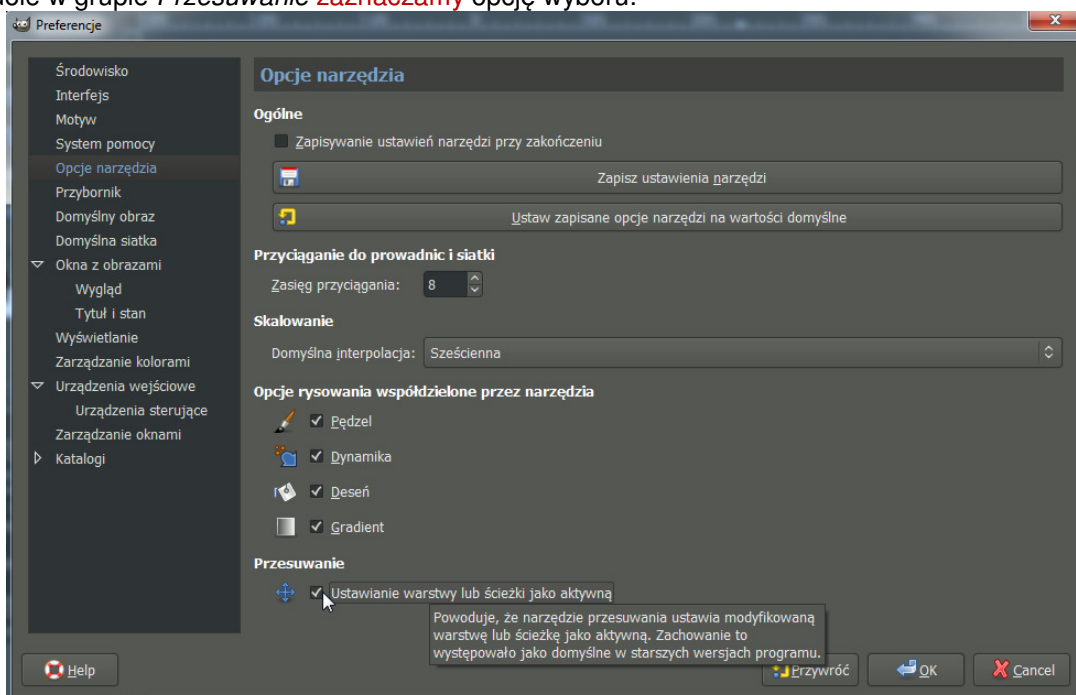 w grupie Przesuwanie zaznaczamy opcję wyboru.
Preferencje
Środowisko
Interfejs
Motyw
System pomocy
Opcje narzędzia
Przybornik
Domyślny obraz
Domyślna siatka
Okna z obrazami
Wygląd
Tytuł i stan
Wyświetlanie
Zarządzanie kolorami
Urządzenia wejściowe
Urządzenia sterujące
Zarządzanie oknami
Katalogi
Opcje narzędzia
Ogólne
Zapisywanie ustawień narzędzi przy zakończeniu
Zapisz ustawienia narzędzi
Ustaw zapisane opcje narzędzi na wartości domyślne
Przyciąganie do prowadnic i siatki
Zasięg przyciągania: 8
Skalowanie
Domyślna interpolacja: Sześcienna
Opcje rysowania współdzielone przez narzędzia
Pędzel
Dynamika
Deseń
Gradient
Przesuwanie
Ustawianie warstwy lub ścieżki jako aktywną
Powoduje, że narzędzie przesuwania ustawia modyfikowaną
warstwę lub ścieżkę jako aktywną. Zachowanie to
występowało jako domyślne w starszych wersjach programu.
Help
Przywróć
OK
Cancel